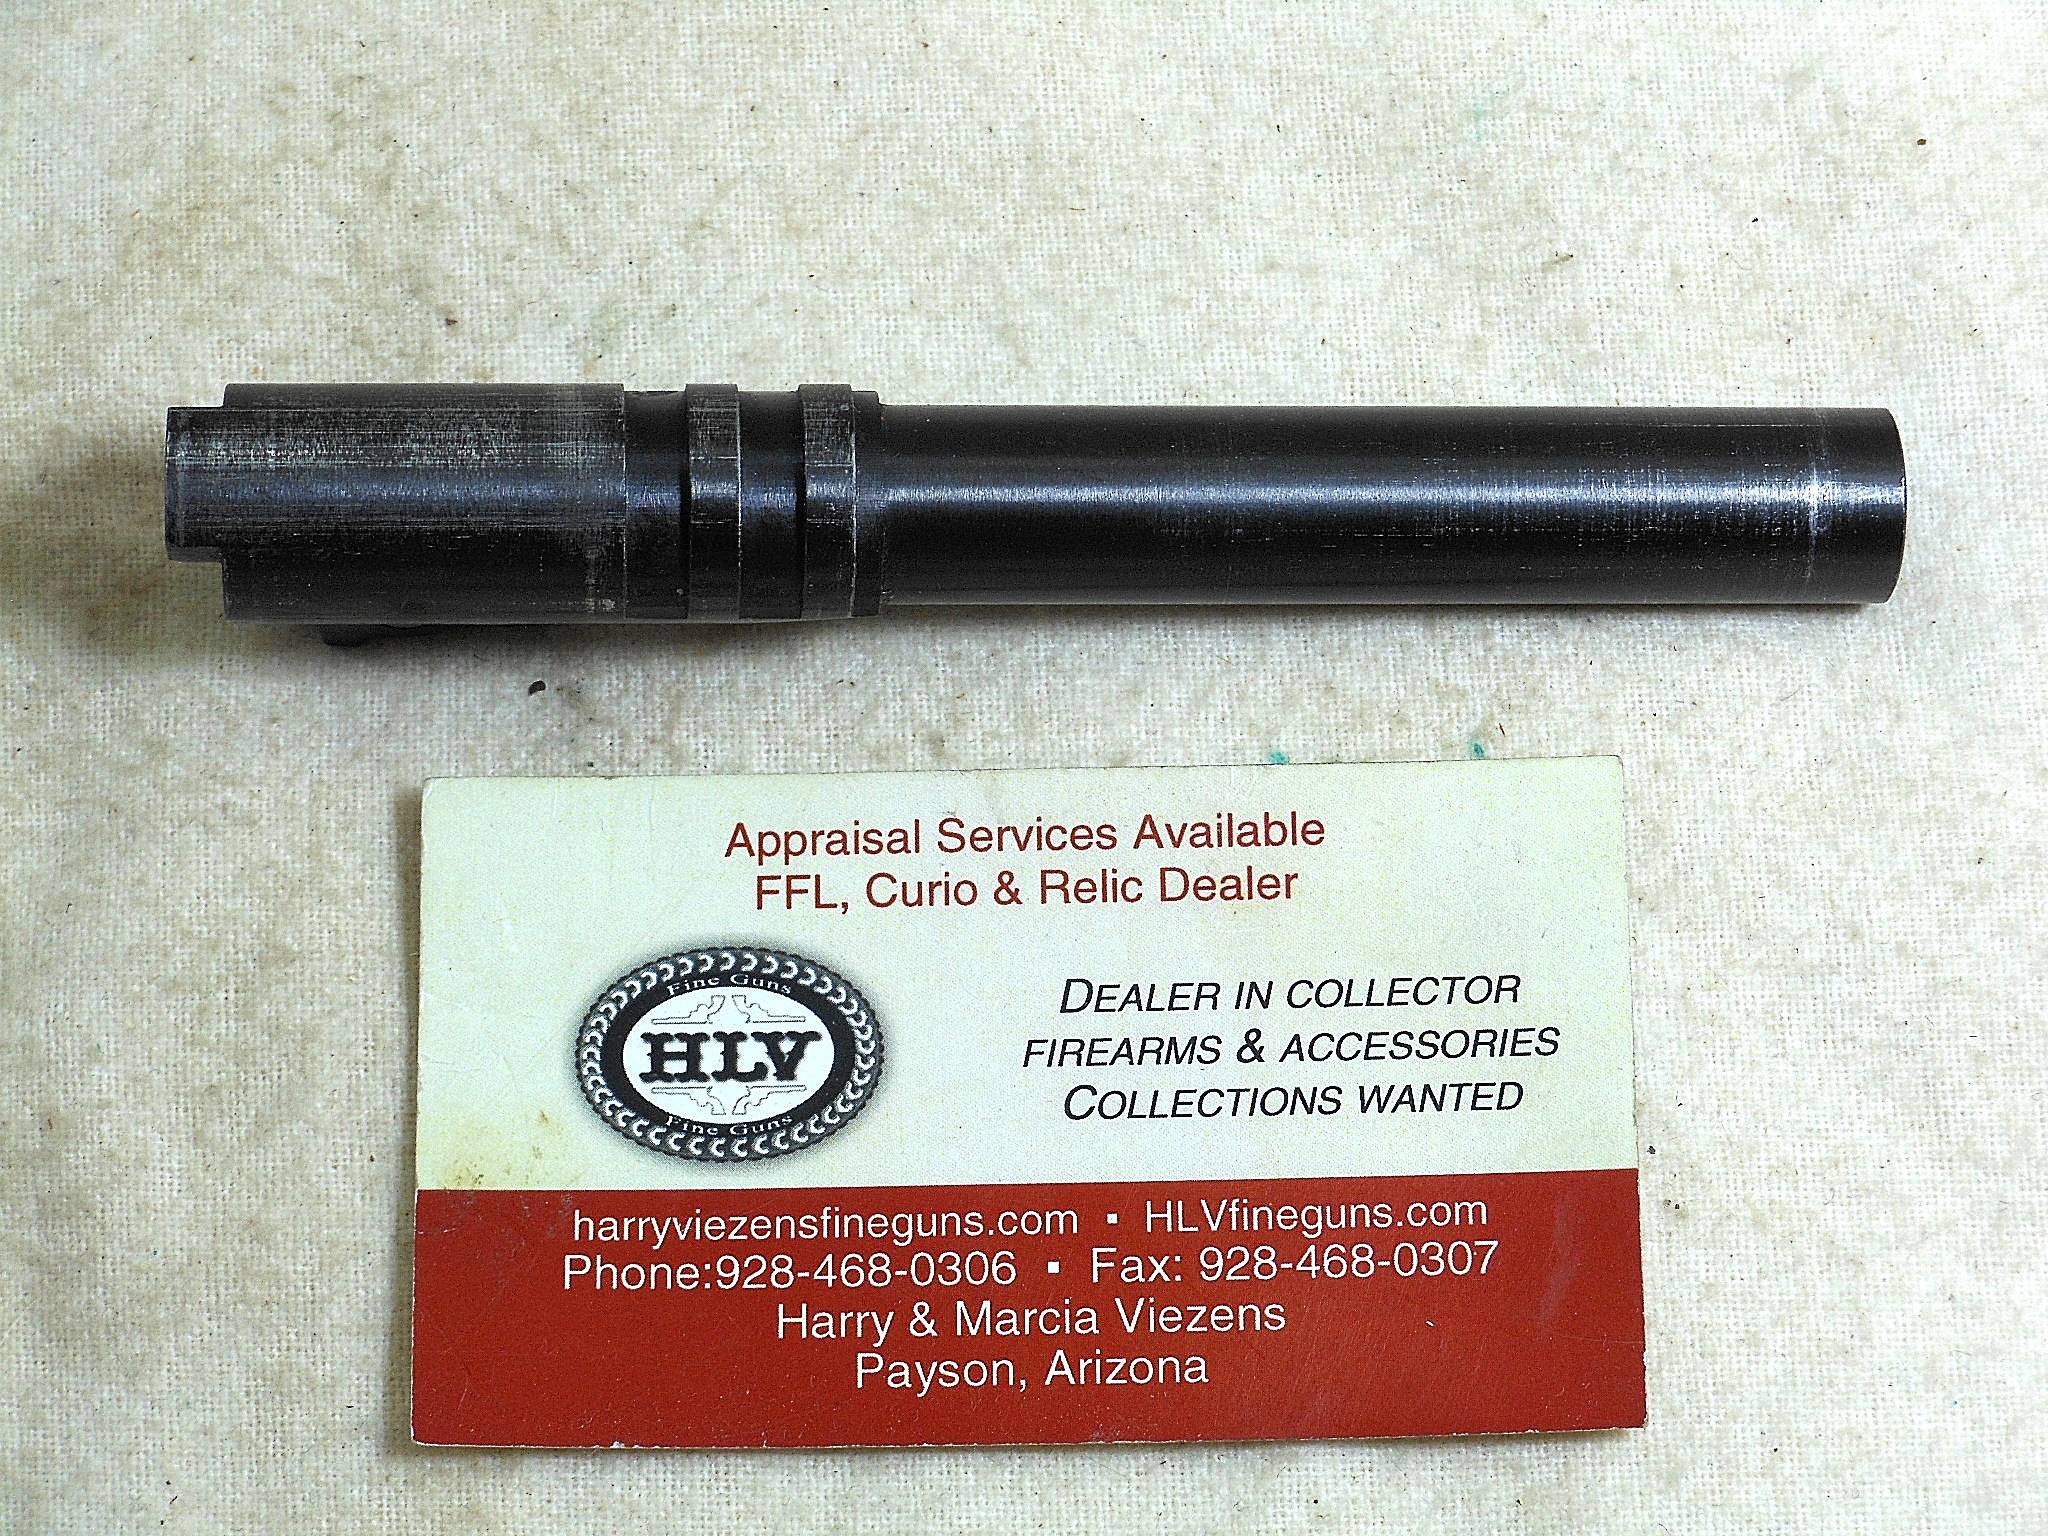 Appraisal Services Available
FFL, Curio & Relic Dealer
Fine Guns
HLV
Fine Guns
DEALER IN COLLECTOR
FIREARMS & ACCESSORIES
COLLECTIONS WANTED
harryviezensfineguns.com ▪ HLVfineguns.com
Phone:928-468-0306 ▪ Fax: 928-468-0307
Harry & Marcia Viezens
Payson, Arizona